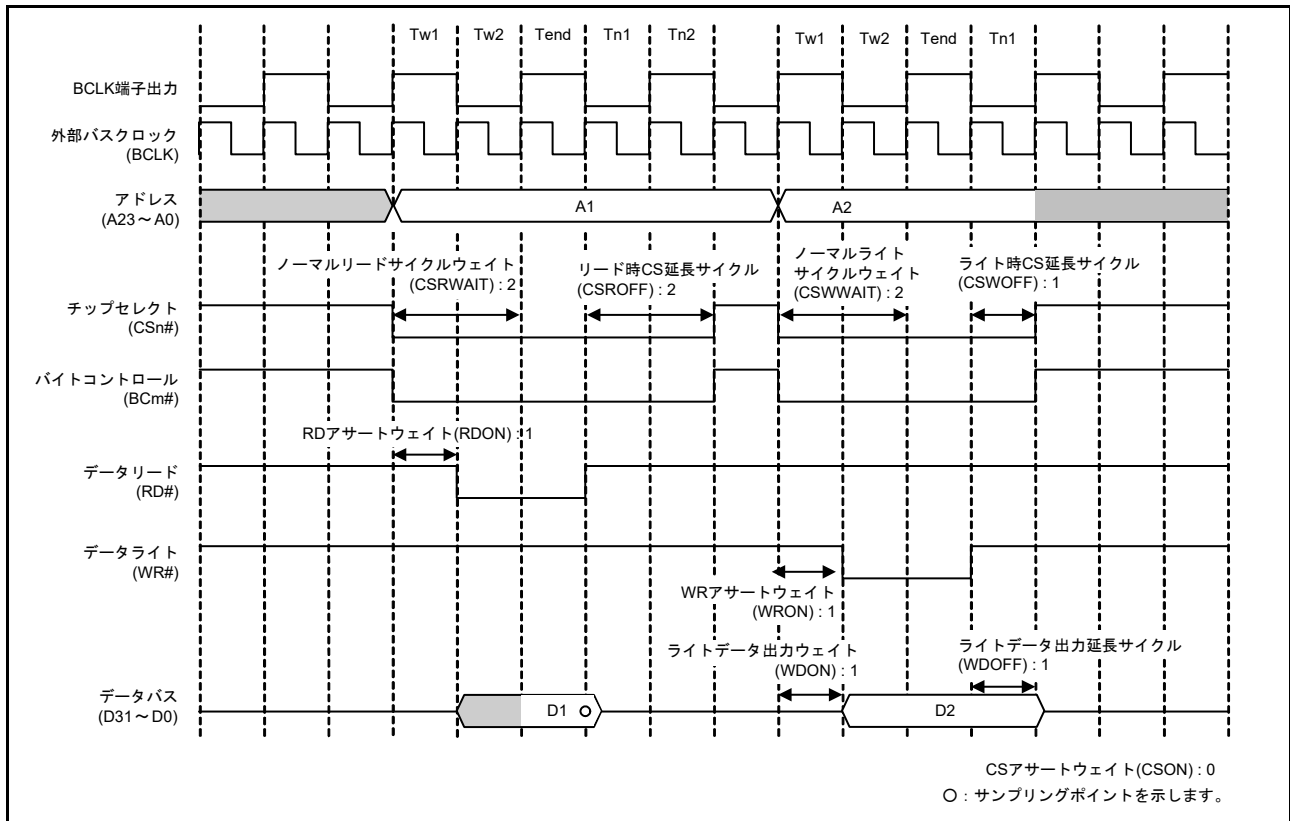 Tw1 Tw2 Tend Tn1 Tn2 Tw1 Tw2 Tend Tn1
BCLK端子出力
外部バスクロック
(BCLK)
アドレス
(A23～A0)
A1 A2
ノーマルリードサイクルウェイト
(CSRWAIT) : 2
リード時CS延長サイクル
(CSROFF) : 2
ノーマルライト
サイクルウェイト
(CSWWAIT) : 2
ライト時CS延長サイクル
(CSWOFF) : 1
チップセレクト
(CSn#)
バイトコントロール
(BCm#)
RDアサートウェイト(RDON) : 1
データリード
(RD#)
データライト
(WR#)
WRアサートウェイト
(WRON) : 1
ライトデータ出力ウェイト
(WDON) : 1
ライトデータ出力延長サイクル
(WDOFF) : 1
データバス
(D31～D0)
D1 D2
CSアサートウェイト(CSON) : 0
○ : サンプリングポイントを示します。